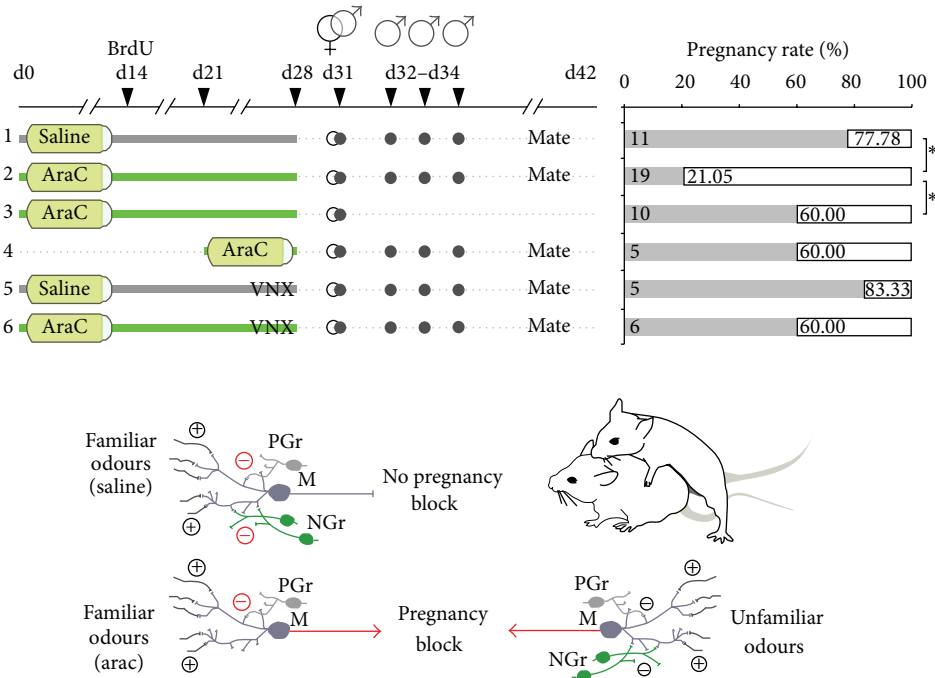 BrdU
d0 d14 d21 d28 d31 d32–d34 d42
Pregnancy rate (%)
0 20 40 60 80 100
1 Saline Mate 11 77.78
*
2 AraC Mate 19 21.05
*
3 AraC 10 60.00
4 AraC Mate 5 60.00
5 Saline VNX Mate 5 83.33
6 AraC VNX Mate 6 60.00
Familiar
odours
(saline)
+
−
PGr
M
NGr
−
+
No pregnancy
block
Familiar
odours
(arac)
+
−
PGr
M
+
Pregnancy
block
PGr
M
NGr
−
−
+
+
Unfamiliar
odours